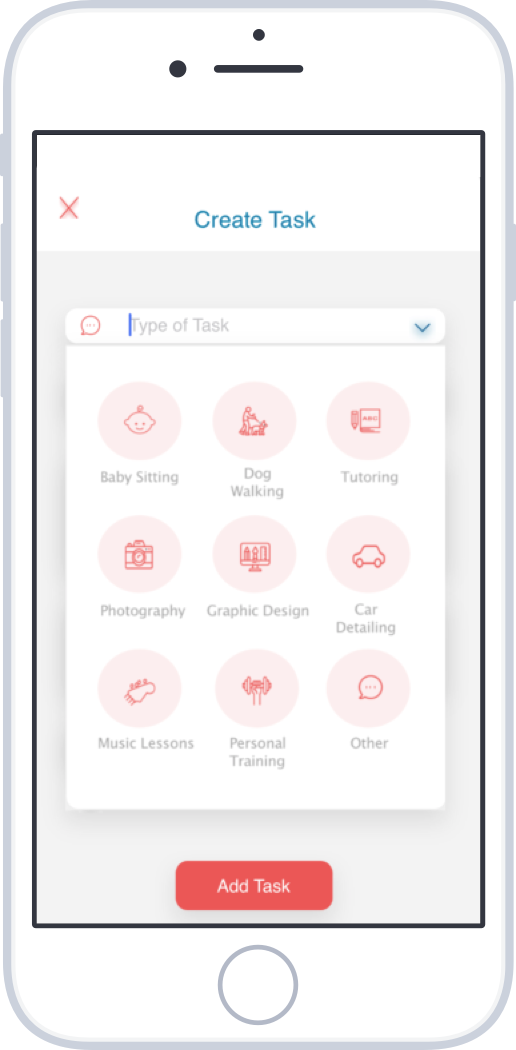 Create Task
Type of Task
Baby Sitting
Dog
Walking
Tutoring
ABC
Photography
Graphic Design
Car
Detailing
Music Lessons
Personal
Training
Other
Add Task